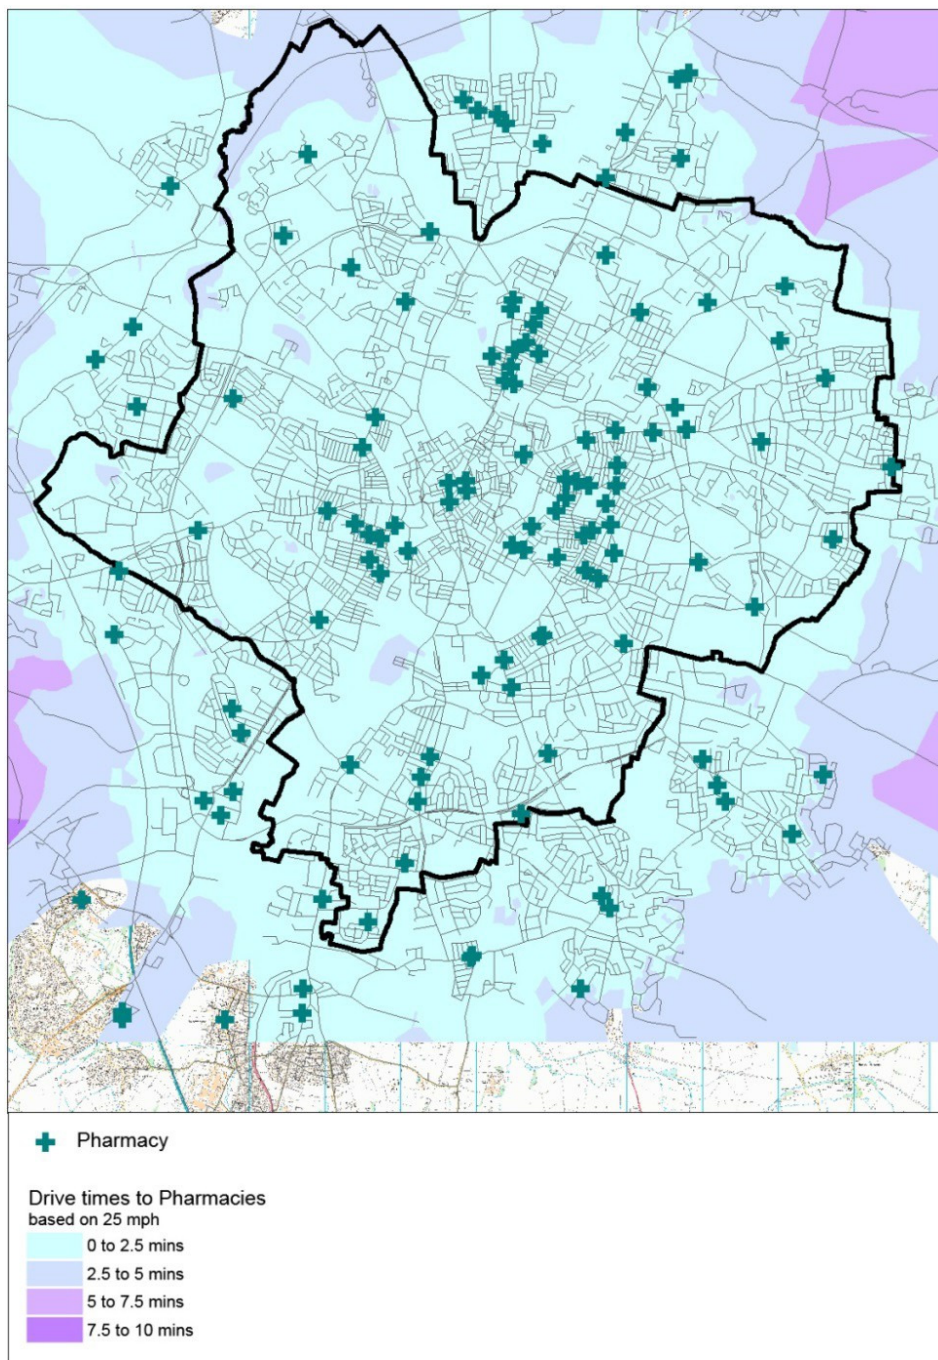 Pharmacy
Drive times to Pharmacies
based on 25 mph
0 to 2.5 mins
2.5 to 5 mins
5 to 7.5 mins
7.5 to 10 mins